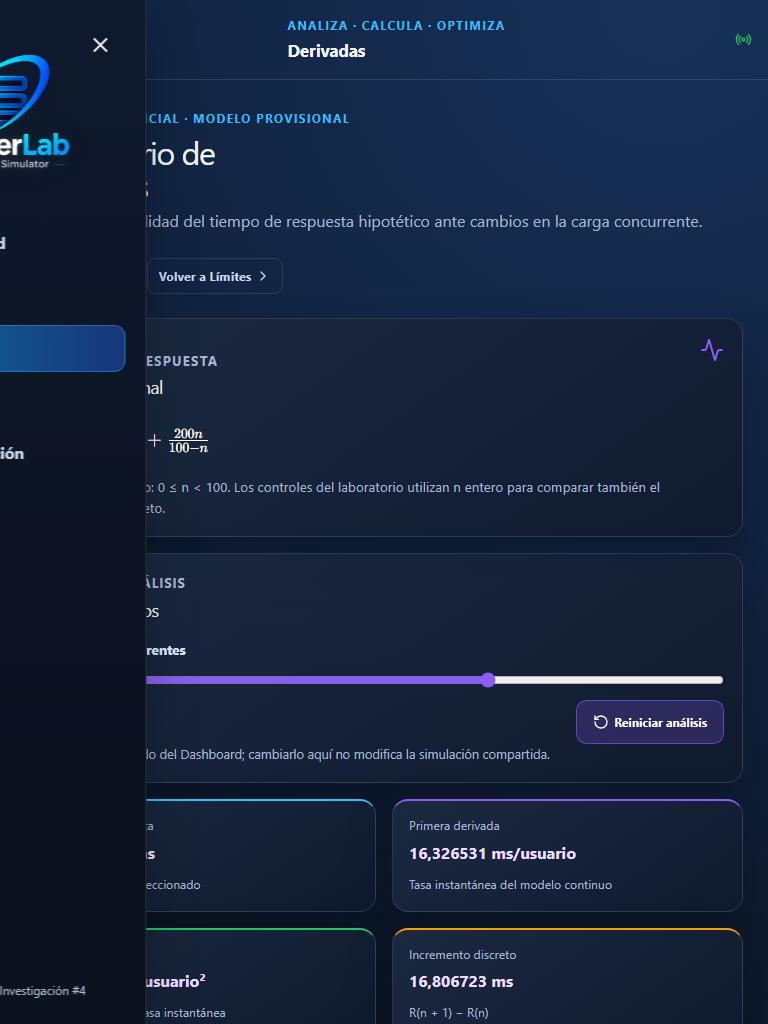 ANALIZA · CALCULA · OPTIMIZA
Derivadas
erLab
Simulator
d
ión
Investigación #4
CIAL · MODELO PROVISIONAL
rio de
s
lidad del tiempo de respuesta hipotético ante cambios en la carga concurrente.
Volver a Límites
ESPUESTA
nal
+ 200n/100−n
o: 0 ≤ n < 100. Los controles del laboratorio utilizan n entero para comparar también el
eto.
ÁLISIS
os
rentes
Reiniciar análisis
do del Dashboard; cambiarlo aquí no modifica la simulación compartida.
ta
s
eccionado
Primera derivada
16,326531 ms/usuario
Tasa instantánea del modelo continuo
usuario²
asa instantánea
Incremento discreto
16,806723 ms
R(n + 1) − R(n)